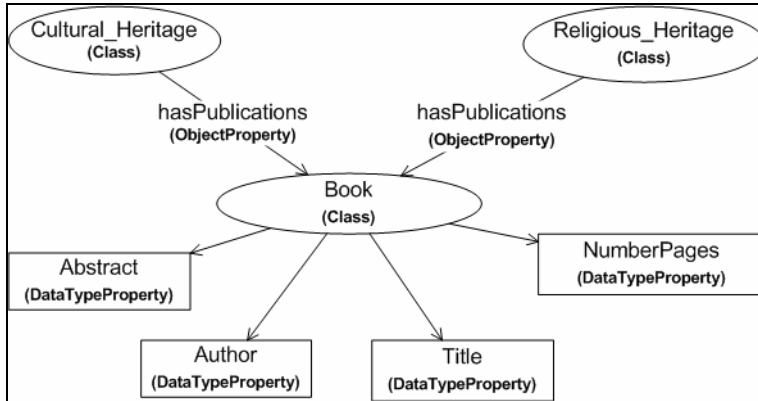 Cultural_Heritage
(Class)
Religious_Heritage
(Class)
hasPublications
(ObjectProperty)
hasPublications
(ObjectProperty)
Book
(Class)
Abstract
(DataTypeProperty)
NumberPages
(DataTypeProperty)
Author
(DataTypeProperty)
Title
(DataTypeProperty)